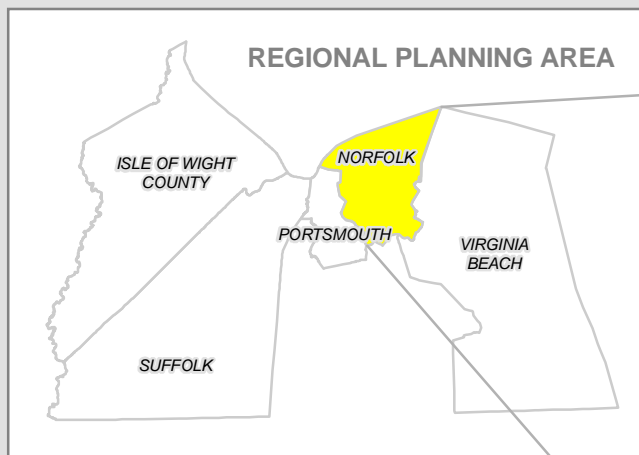 REGIONAL PLANNING AREA
ISLE OF WIGHT
COUNTY
NORFOLK
PORTSMOUTH
VIRGINIA
BEACH
SUFFOLK